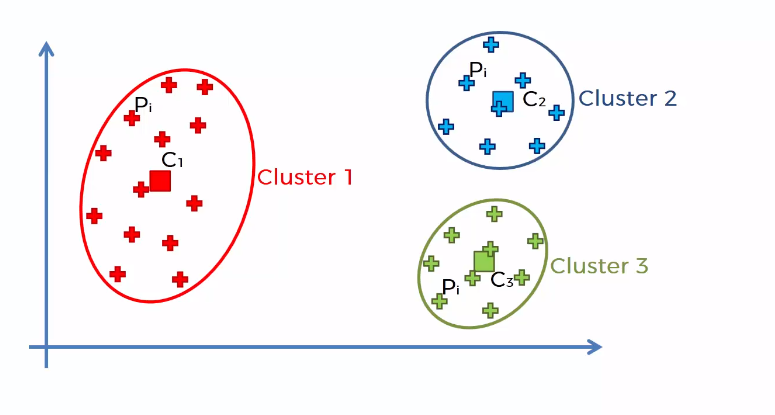 Pᵢ
C₁
Cluster 1
Pᵢ
C₂
Cluster 2
Cluster 3
Pᵢ
C₃